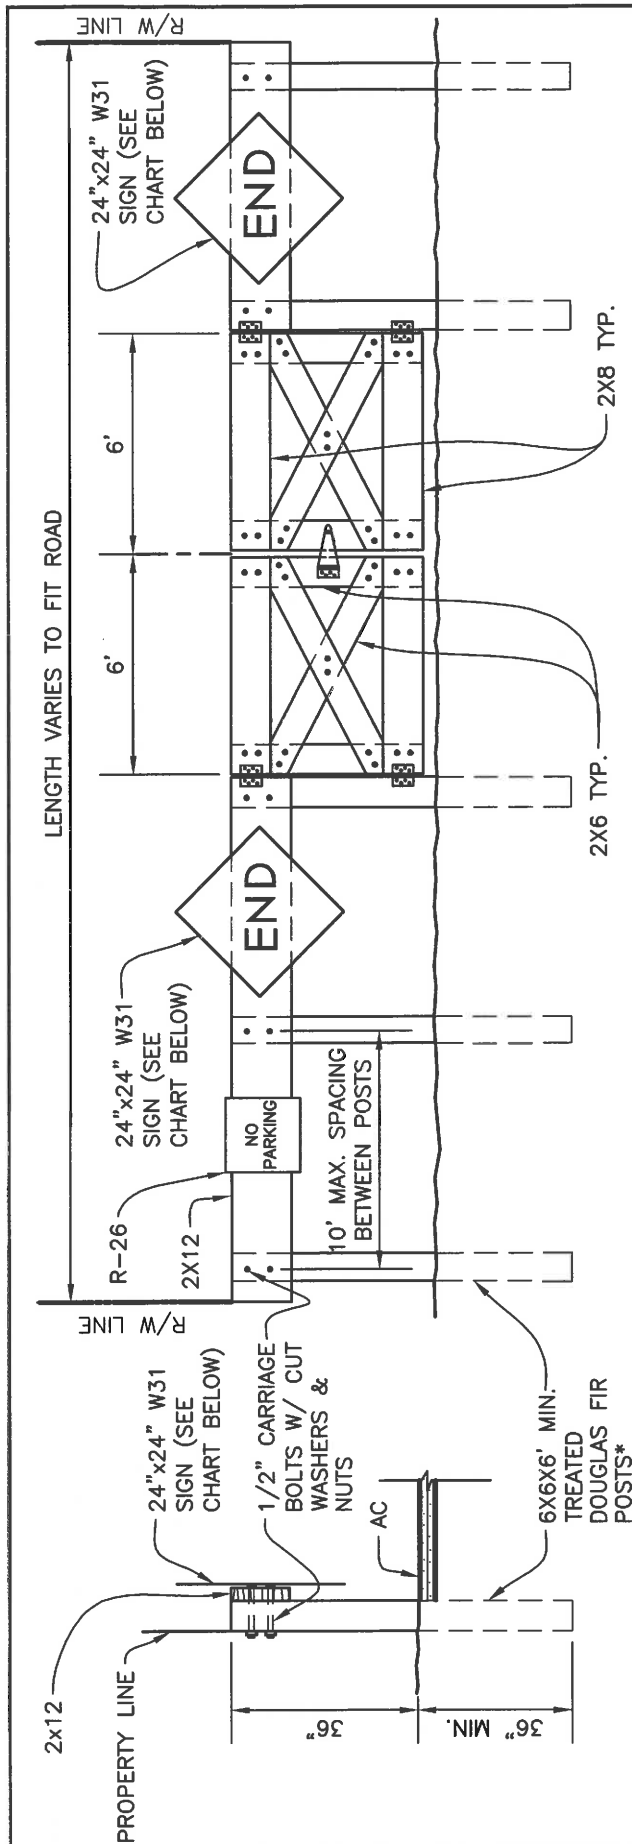 LENGTH VARIES TO FIT ROAD
R/W LINE
R/W LINE
6'
6'
24"x24" W31
SIGN (SEE
CHART BELOW)
24"x24" W31
SIGN (SEE
CHART BELOW)
R-26
2X12
NO
PARKING
END
END
10' MAX. SPACING
BETWEEN POSTS
2X6 TYP.
2X8 TYP.
2x12
PROPERTY LINE
24"x24" W31
SIGN (SEE
CHART BELOW)
1/2" CARRIAGE
BOLTS W/ CUT
WASHERS &
NUTS
AC
36"
36" MIN.
6X6X6' MIN.
TREATED
DOUGLAS FIR
POSTS*